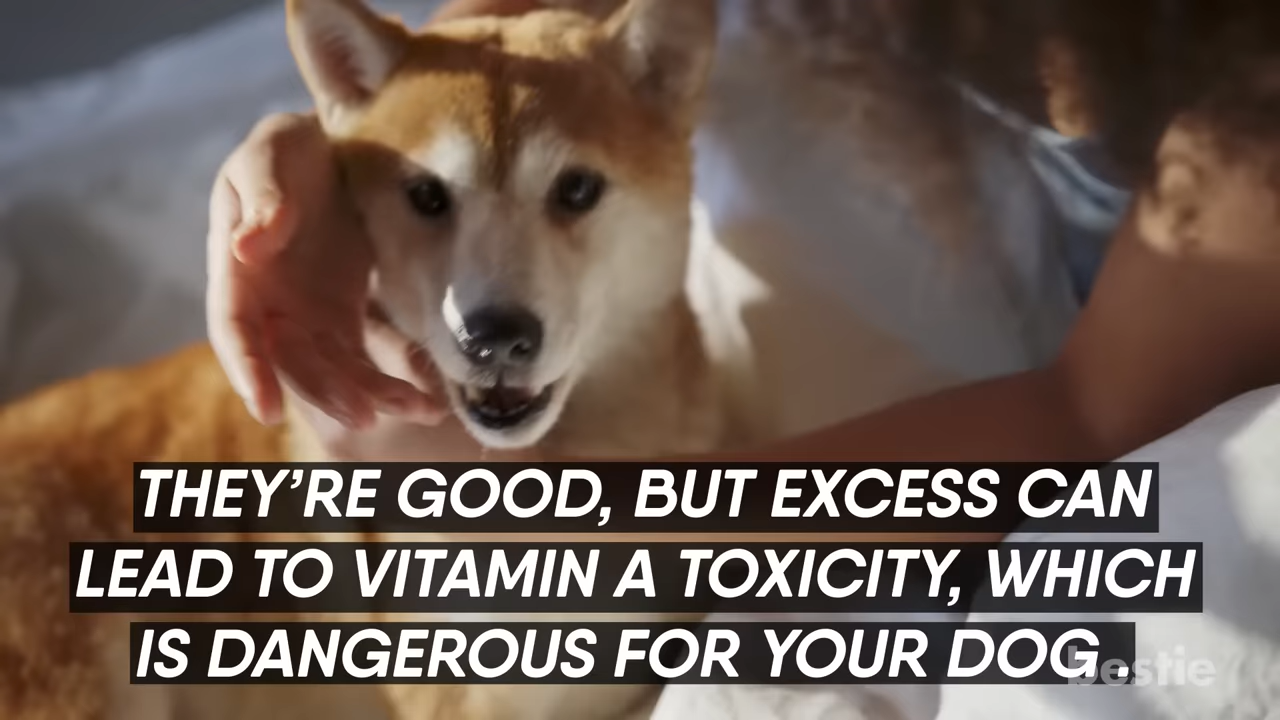 THEY’RE GOOD, BUT EXCESS CAN
LEAD TO VITAMIN A TOXICITY, WHICH
IS DANGEROUS FOR YOUR DOG.
bestie